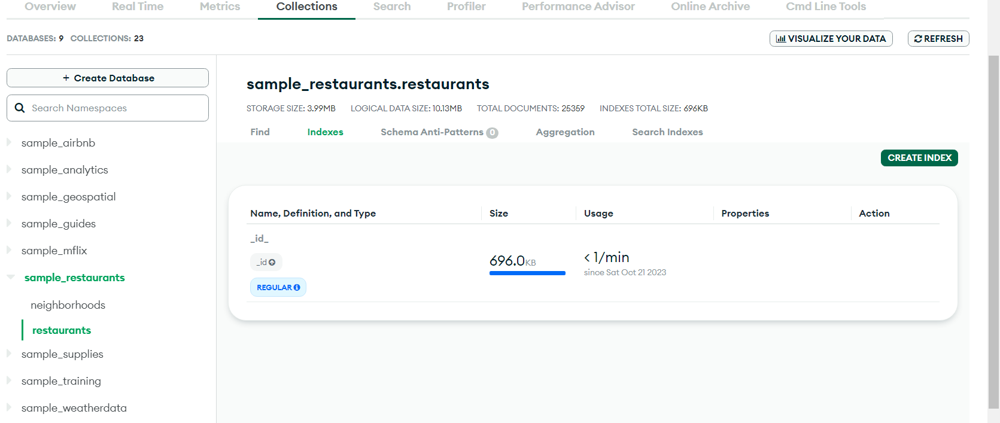 Overview Real Time Metrics Collections Search Profiler Performance Advisor Online Archive Cmd Line Tools
DATABASES: 9 COLLECTIONS: 23
VISUALIZE YOUR DATA
REFRESH
+ Create Database
Search Namespaces
sample_airbnb
sample_analytics
sample_geospatial
sample_guides
sample_mflix
sample_restaurants
neighborhoods
restaurants
sample_supplies
sample_training
sample_weatherdata
sample_restaurants.restaurants
STORAGE SIZE: 3.99MB LOGICAL DATA SIZE: 10.13MB TOTAL DOCUMENTS: 25359 INDEXES TOTAL SIZE: 696KB
Find Indexes Schema Anti-Patterns 0 Aggregation Search Indexes
CREATE INDEX
Name, Definition, and Type Size Usage Properties Action
_id_
_id
REGULAR
696.0KB
< 1/min
since Sat Oct 21 2023